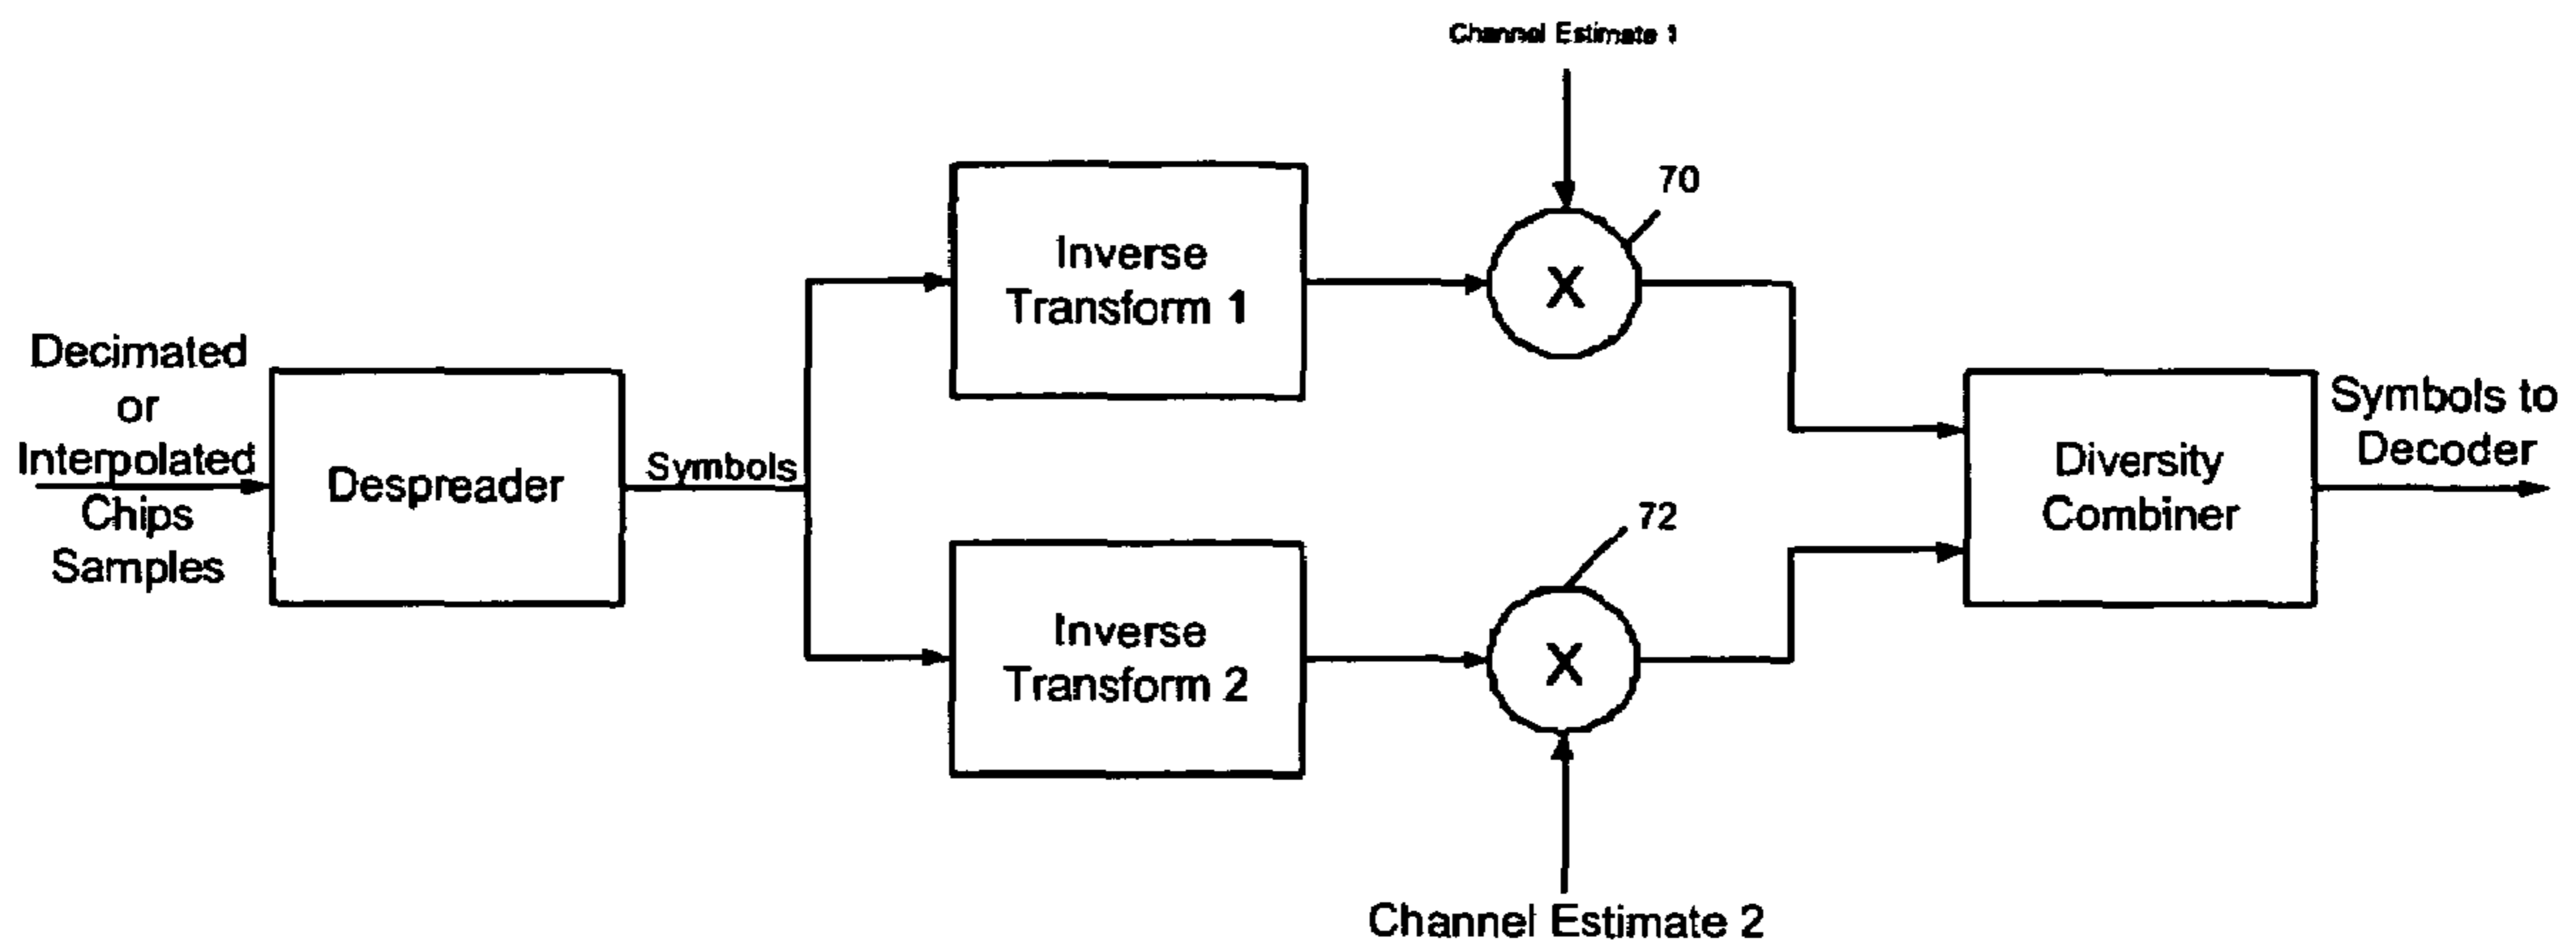 Channel Estimate 1
70
Inverse
Transform 1
X
Decimated
or
Interpolated
Chips
Samples
Despreader
Symbols
Diversity
Combiner
Symbols to
Decoder
72
Inverse
Transform 2
X
Channel Estimate 2